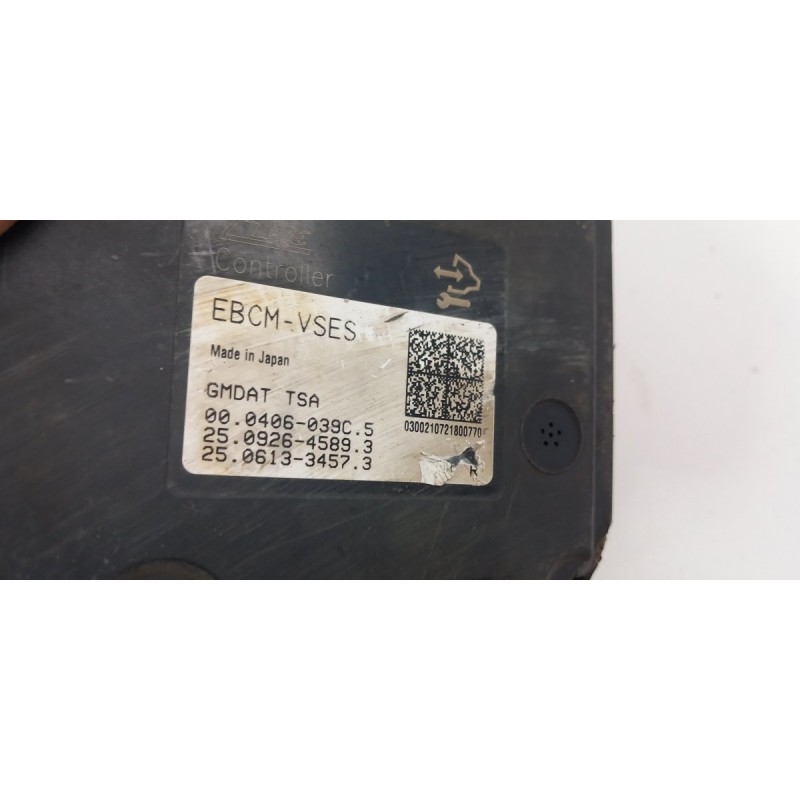 Controller
EBCM-VSES
Made in Japan
GMDAT TSA
00.0406-039C.5
25.0926-4589.3
25.0613-3457.3
0300210721800770
R